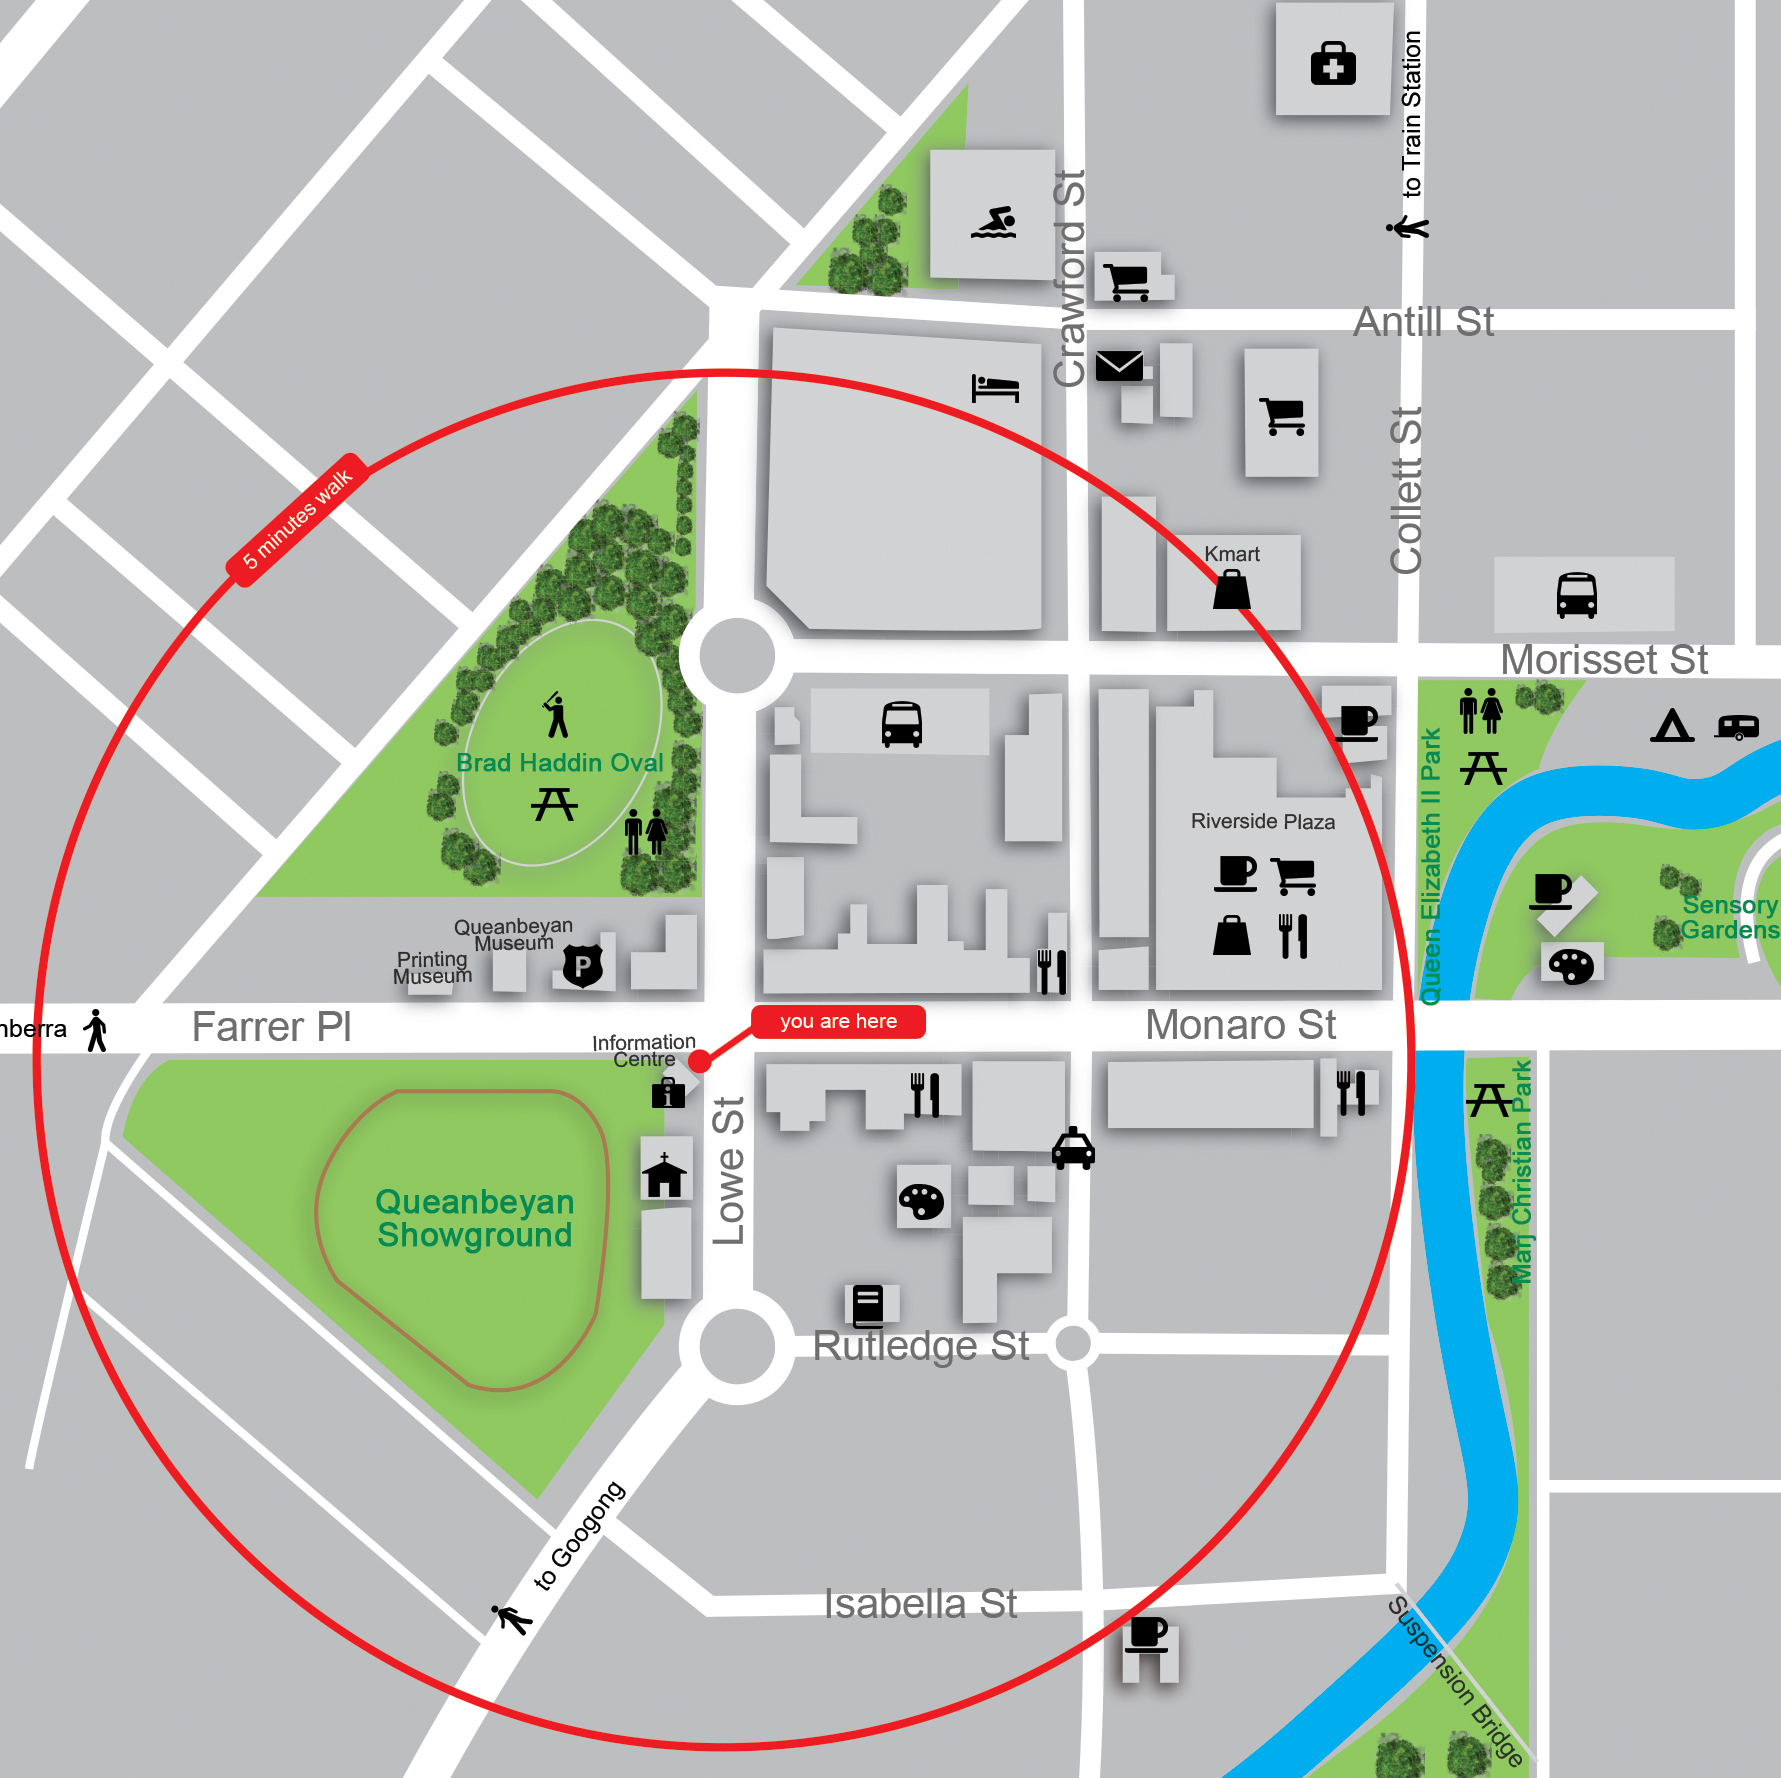 to Train Station
Crawford St
Antill St
Collett St
5 minutes walk
Kmart
Morisset St
Brad Haddin Oval
Queen Elizabeth II Park
Riverside Plaza
Sensory
Gardens
Queanbeyan
Museum
Printing
Museum
P
nberra
Farrer Pl
you are here
Monaro St
Information
Centre
i
Lowe St
Marj Christian Park
Queanbeyan
Showground
Rutledge St
to Googong
Isabella St
Suspension Bridge